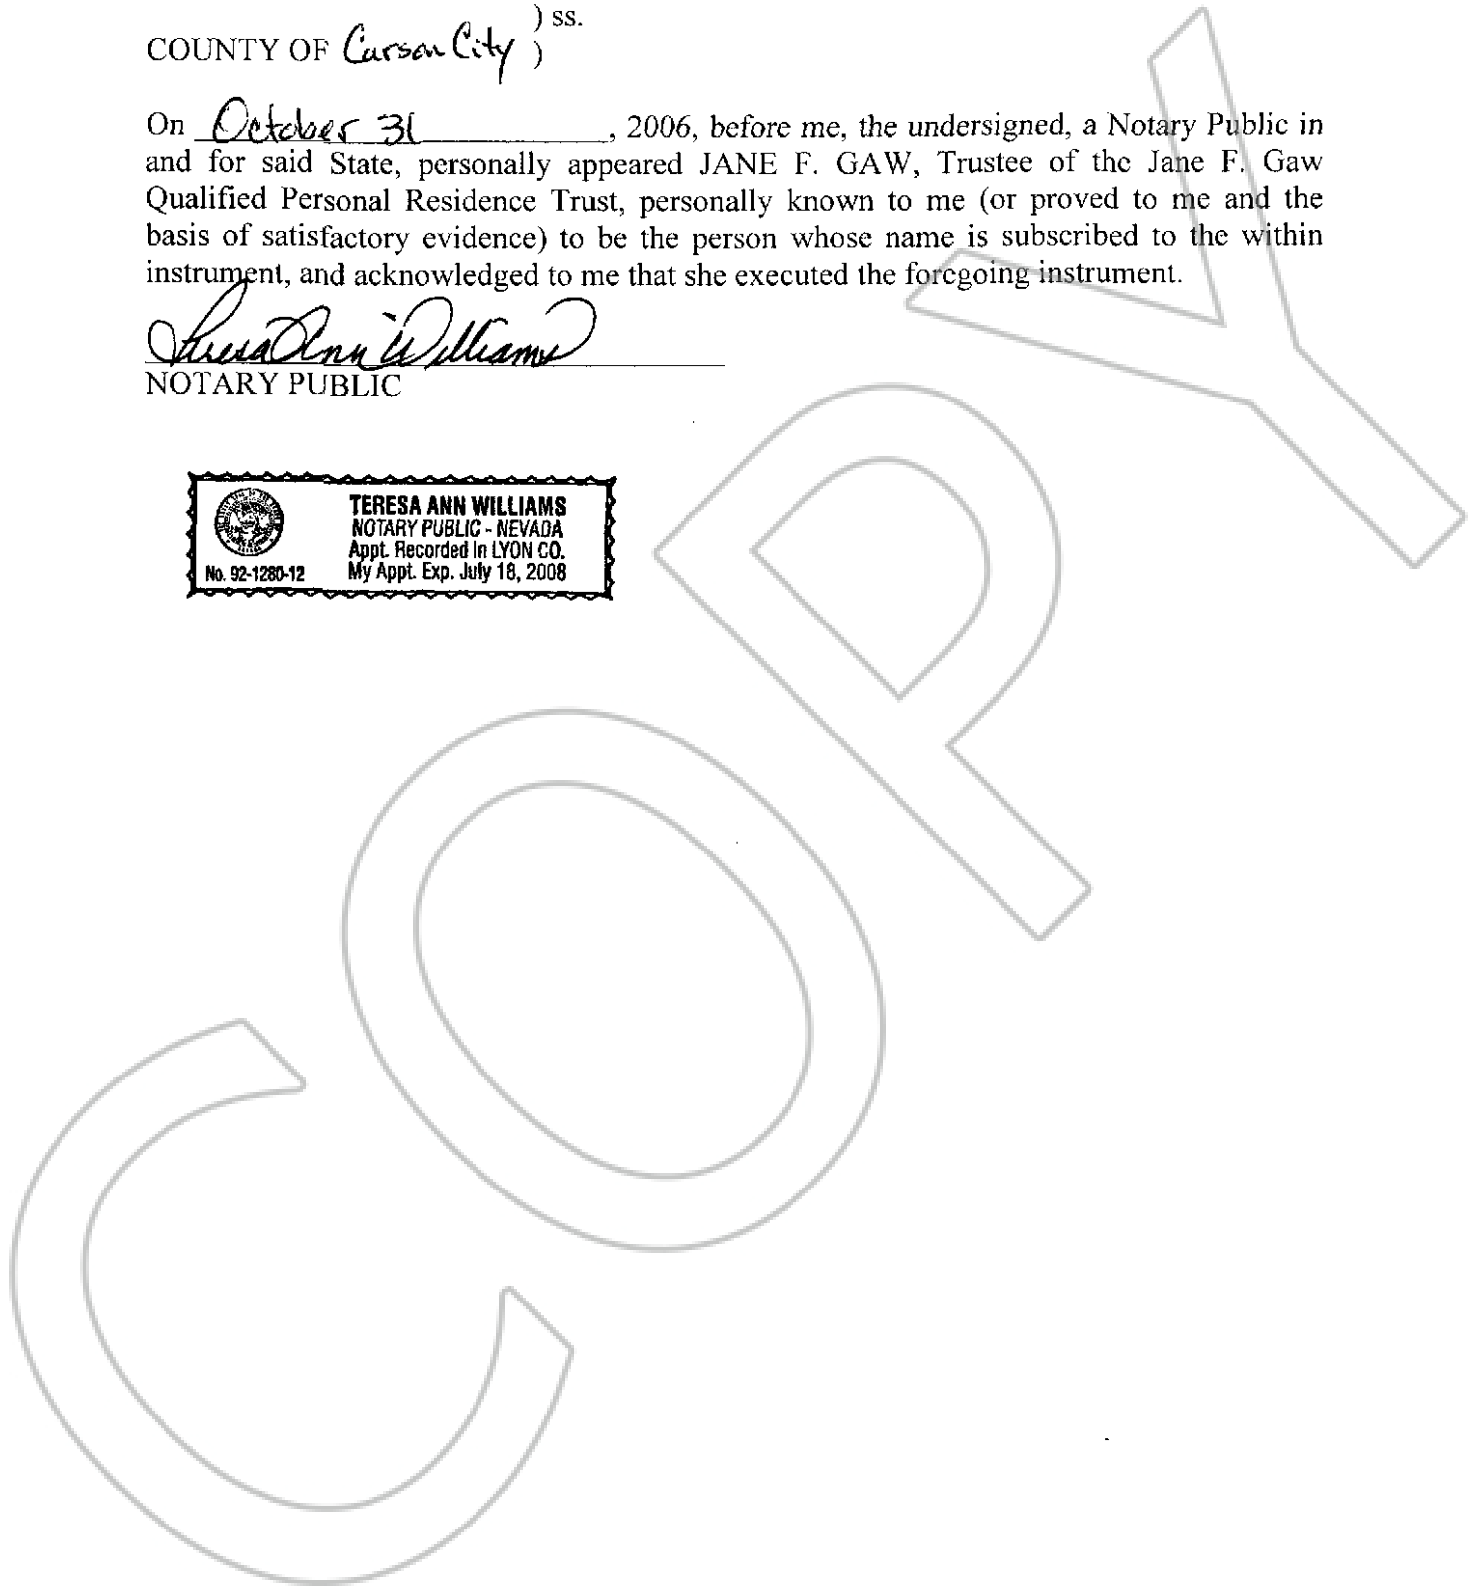 ) ss.
COUNTY OF Carson City )
On October 31, 2006, before me, the undersigned, a Notary Public in
and for said State, personally appeared JANE F. GAW, Trustee of the Jane F. Gaw
Qualified Personal Residence Trust, personally known to me (or proved to me and the
basis of satisfactory evidence) to be the person whose name is subscribed to the within
instrument, and acknowledged to me that she executed the foregoing instrument.
Teresa Ann Williams
NOTARY PUBLIC
TERESA ANN WILLIAMS
NOTARY PUBLIC - NEVADA
Appt. Recorded in LYON CO.
No. 92-1280-12 My Appt. Exp. July 18, 2008
COPY